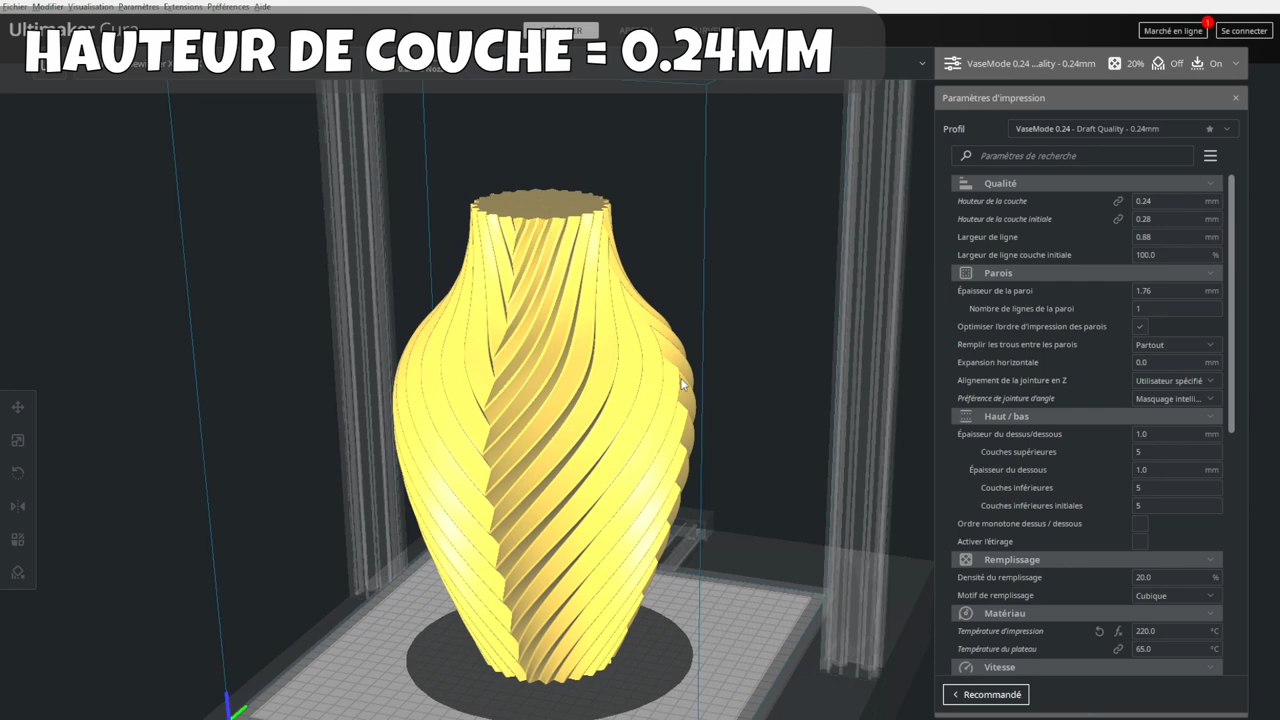 Fichier Modifier Visualisation Paramètres Extensions Préférences Aide
Ultimaker Cura
HAUTEUR DE COUCHE = 0.24MM
Marché en ligne
1
Se connecter
VaseMode 0.24 ...ality - 0.24mm 20% Off On
Paramètres d'impression
Profil VaseMode 0.24 - Draft Quality - 0.24mm
Paramètres de recherche
Qualité
Hauteur de la couche 0.24 mm
Hauteur de la couche initiale 0.28 mm
Largeur de ligne 0.88 mm
Largeur de ligne couche initiale 100.0 %
Parois
Épaisseur de la paroi 1.76 mm
Nombre de lignes de la paroi 1
Optimiser l'ordre d'impression des parois
Remplir les trous entre les parois Partout
Expansion horizontale 0.0 mm
Alignement de la jointure en Z Utilisateur spécifié
Préférence de jointure d'angle Masquage intelli...
Haut / bas
Épaisseur du dessus/dessous 1.0 mm
Couches supérieures 5
Épaisseur du dessous 1.0 mm
Couches inférieures 5
Couches inférieures initiales 5
Ordre monotone dessus / dessous
Activer l'étirage
Remplissage
Densité du remplissage 20.0 %
Motif de remplissage Cubique
Matériau
Température d'impression 220.0 °C
Température du plateau 65.0 °C
Vitesse
Recommandé